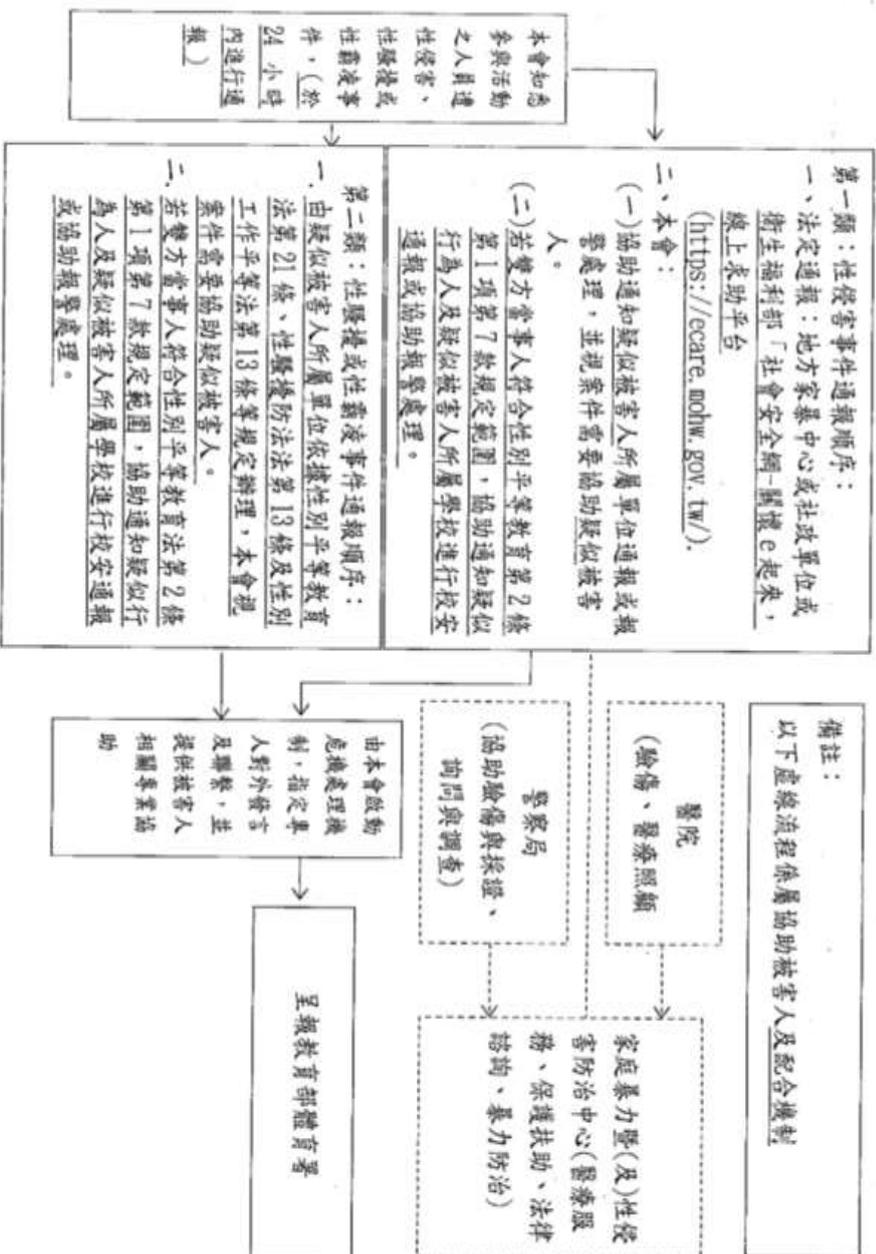 備註：
以下虛線流程係屬協助被害人及配合機制
本會知悉
參與活動
之人員遭
性侵害、
性騷擾或
性霸凌事
件，(於
24 小時
內進行通
報)
第一類：性侵害事件通報順序：
一、法定通報：地方家暴中心或社政單位或
衛生福利部「社會安全網-關懷 e 起來，
線上求助平台
(https://ecare.mohw.gov.tw/).
二、本會：
(一)協助通知疑似被害人所屬單位通報或報
警處理，並視案件需要協助疑似被害
人。
(二)若雙方當事人符合性別平等教育第 2 條
第 1 項第 7 款規定範圍，協助通知疑似
行為人及疑似被害人所屬學校進行校安
通報或協助報警處理。
第二類：性騷擾或性霸凌事件通報順序：
一.由疑似被害人所屬單位依據性別平等教育
法第 21 條、性騷擾防法法第 13 條及性別
工作平等法第 13 條等規定辦理，本會視
案件需要協助疑似被害人。
二.若雙方當事人符合性別平等教育法第 2 條
第 1 項第 7 款規定範圍，協助通知疑似行
為人及疑似被害人所屬學校進行校安通報
或協助報警處理。
醫院
(驗傷、醫療照顧)
警察局
(協助驗傷與採證、
詢問與調查)
家庭暴力暨(及)性侵
害防治中心(醫療服
務、保護扶助、法律
諮詢、暴力防治)
由本會啟動
危機處理機
制，指定專
人對外發言
及聯繫，並
提供被害人
相關專業協
助
呈報教育部體育署